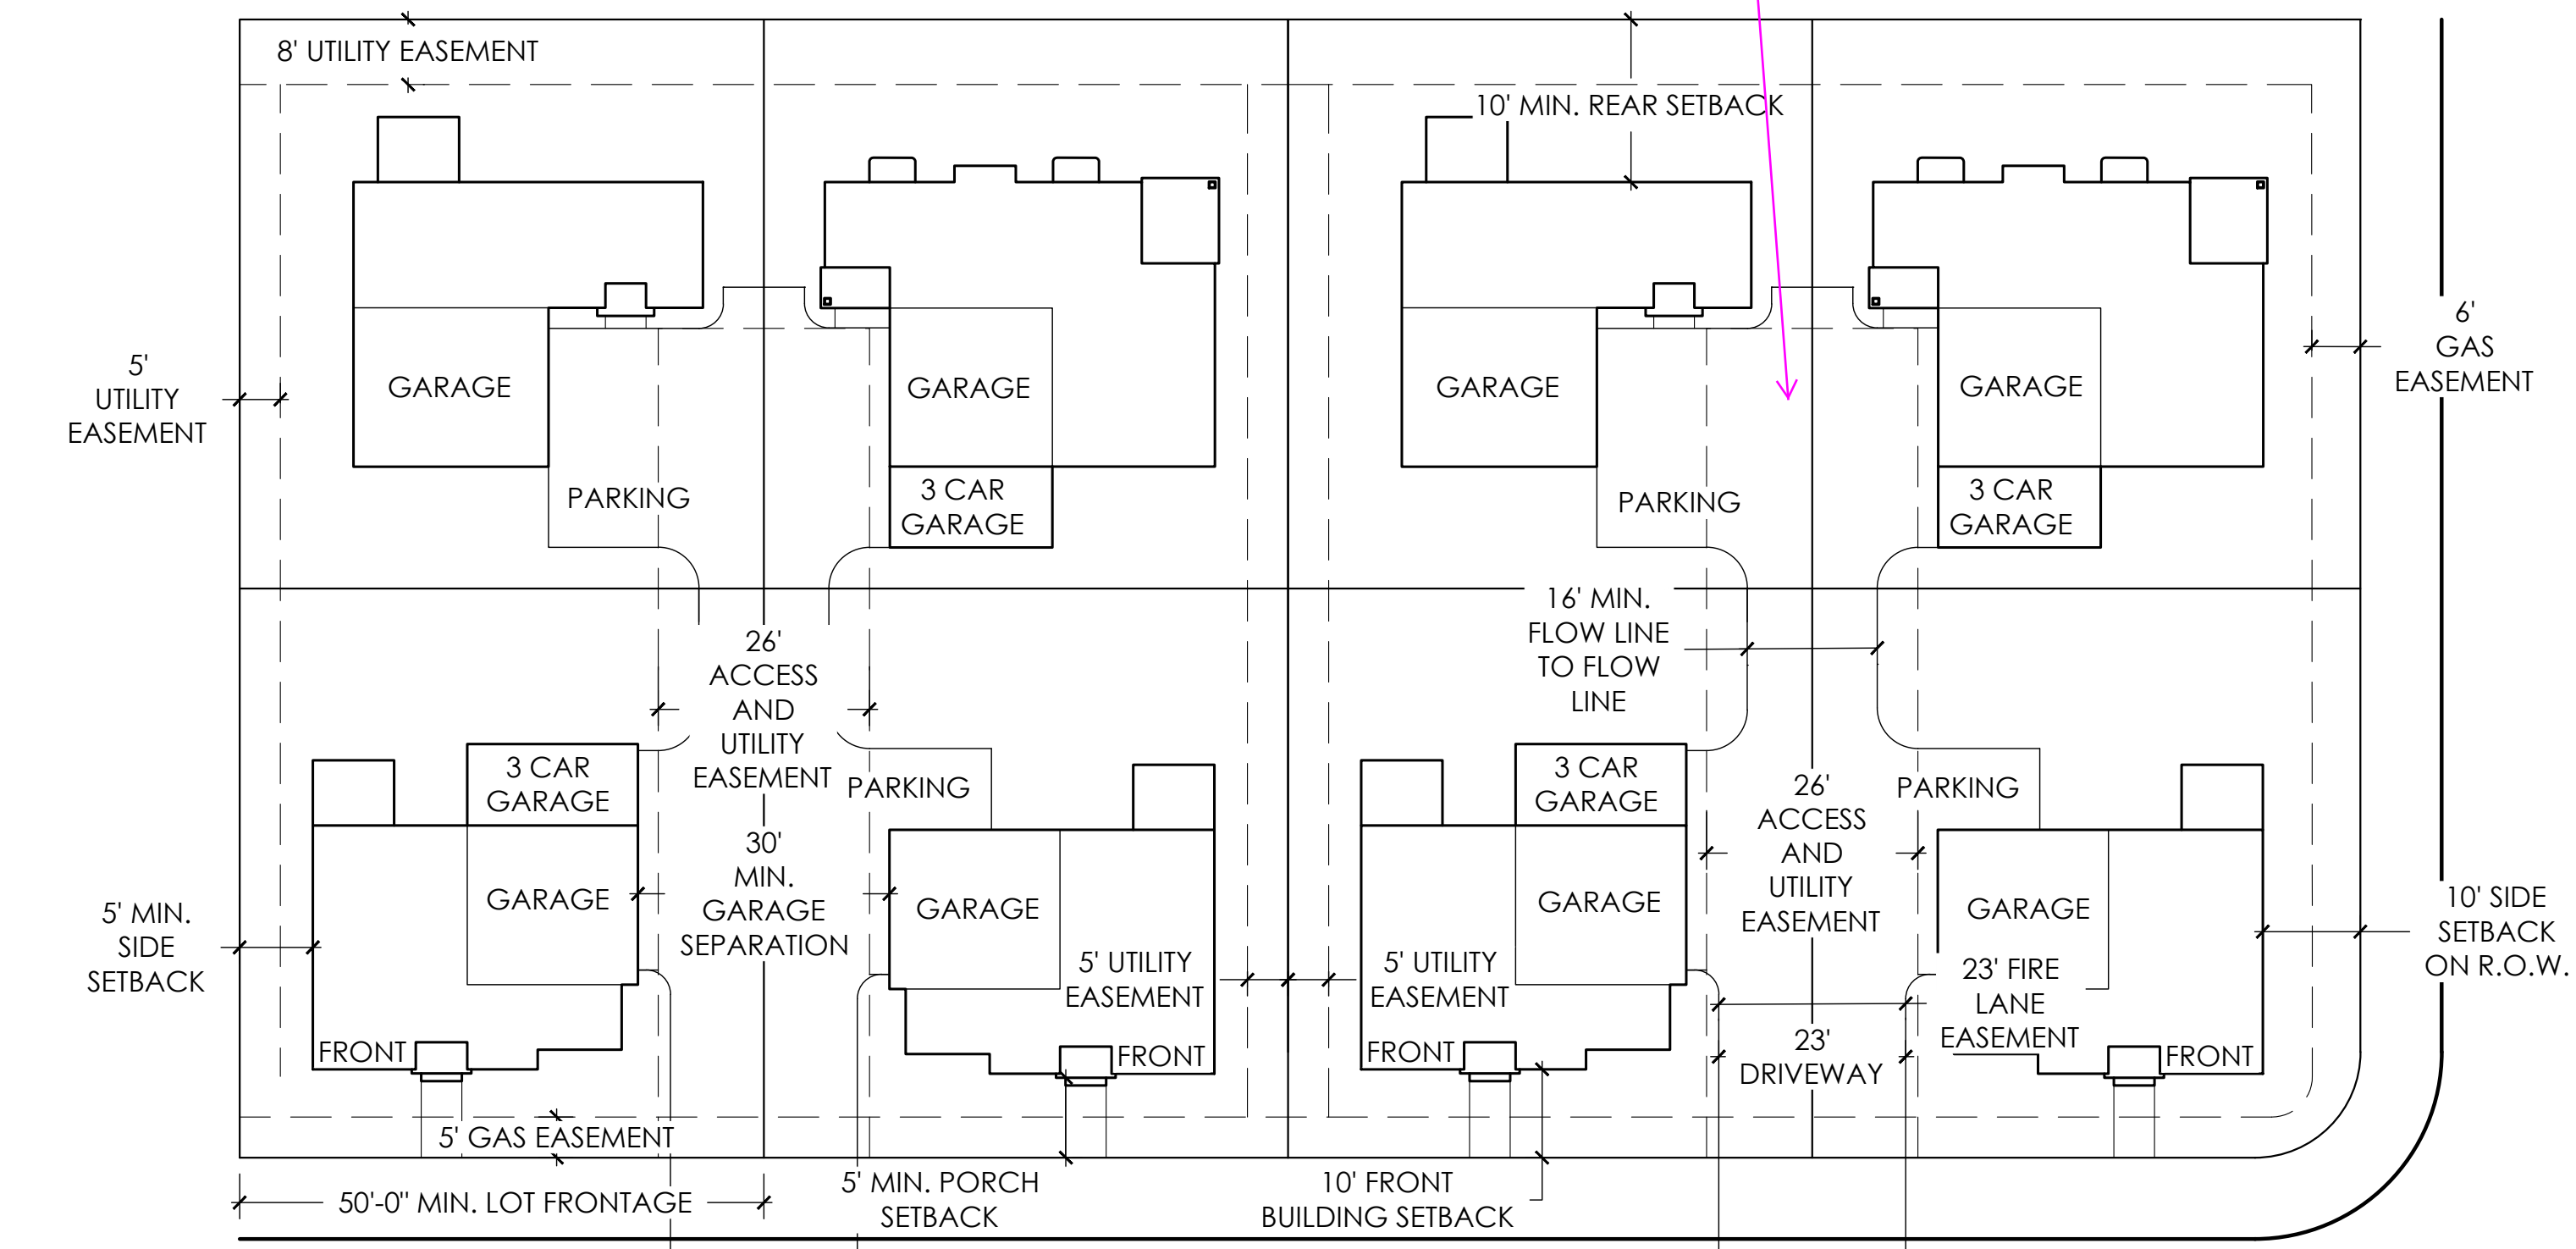 8' UTILITY EASEMENT
10' MIN. REAR SETBACK
5'
UTILITY
EASEMENT
GARAGE
GARAGE
GARAGE
GARAGE
6'
GAS
EASEMENT
PARKING
3 CAR
GARAGE
PARKING
3 CAR
GARAGE
26'
ACCESS
AND
UTILITY
EASEMENT
16' MIN.
FLOW LINE
TO FLOW
LINE
3 CAR
GARAGE
PARKING
3 CAR
GARAGE
26'
ACCESS
AND
UTILITY
EASEMENT
PARKING
5' MIN.
SIDE
SETBACK
GARAGE
30'
MIN.
GARAGE
SEPARATION
GARAGE
GARAGE
GARAGE
10' SIDE
SETBACK
ON R.O.W.
5' UTILITY
EASEMENT
5' UTILITY
EASEMENT
23' FIRE
LANE
EASEMENT
FRONT
FRONT
FRONT
23'
DRIVEWAY
FRONT
5' GAS EASEMENT
50'-0" MIN. LOT FRONTAGE
5' MIN. PORCH
SETBACK
10' FRONT
BUILDING SETBACK